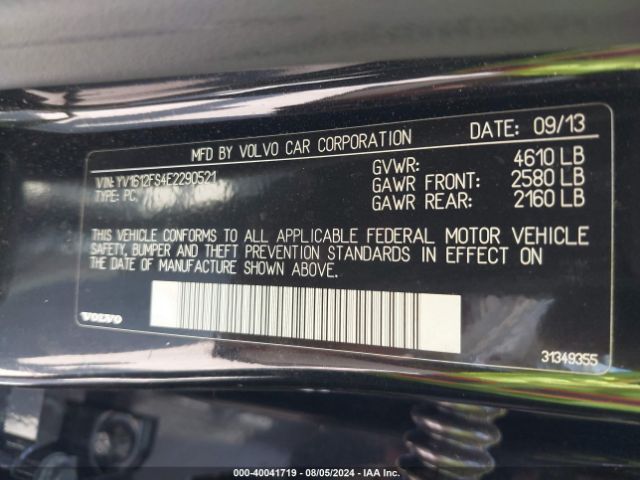 MFD BY VOLVO CAR CORPORATION DATE: 09/13
VIN: YV1612FS4E2290521 GVWR: 4610 LB
TYPE: PC GAWR FRONT: 2580 LB
GAWR REAR: 2160 LB
THIS VEHICLE CONFORMS TO ALL APPLICABLE FEDERAL MOTOR VEHICLE
SAFETY, BUMPER AND THEFT PREVENTION STANDARDS IN EFFECT ON
THE DATE OF MANUFACTURE SHOWN ABOVE.
VOLVO 31349355
000-40041719 - 08/05/2024 - IAA Inc.